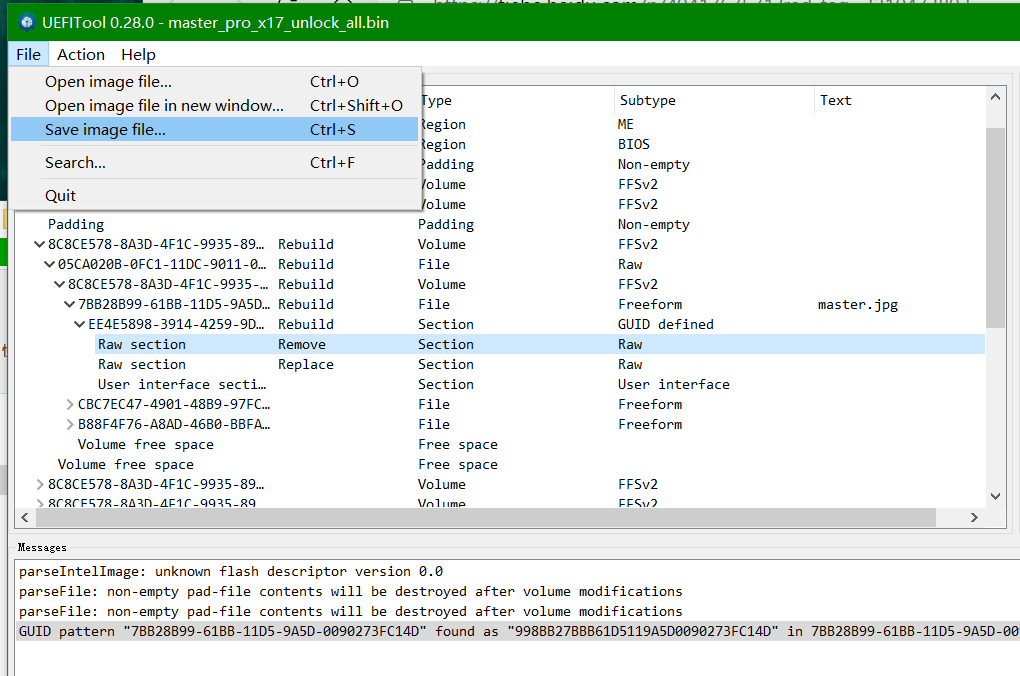 UEFITool 0.28.0 - master_pro_x17_unlock_all.bin
File Action Help
Open image file... Ctrl+O
Open image file in new window... Ctrl+Shift+O
Save image file... Ctrl+S
Search... Ctrl+F
Quit
Type Subtype Text
Region ME
Region BIOS
Padding Non-empty
Volume FFSv2
Volume FFSv2
Padding Padding Non-empty
8C8CE578-8A3D-4F1C-9935-89… Rebuild Volume FFSv2
05CA020B-0FC1-11DC-9011-0… Rebuild File Raw
8C8CE578-8A3D-4F1C-9935-… Rebuild Volume FFSv2
7BB28B99-61BB-11D5-9A5D… Rebuild File Freeform master.jpg
EE4E5898-3914-4259-9D… Rebuild Section GUID defined
Raw section Remove Section Raw
Raw section Replace Section Raw
User interface secti… Section User interface
CBC7EC47-4901-48B9-97FC… File Freeform
B88F4F76-A8AD-46B0-BBFA… File Freeform
Volume free space Free space
Volume free space Free space
8C8CE578-8A3D-4F1C-9935-89… Volume FFSv2
8C8CE578-8A3D-4F1C-9935-89 Volume FFSv2
Messages
parseIntelImage: unknown flash descriptor version 0.0
parseFile: non-empty pad-file contents will be destroyed after volume modifications
parseFile: non-empty pad-file contents will be destroyed after volume modifications
GUID pattern "7BB28B99-61BB-11D5-9A5D-0090273FC14D" found as "998BB27BBB61D5119A5D0090273FC14D" in 7BB28B99-61BB-11D5-9A5D-00